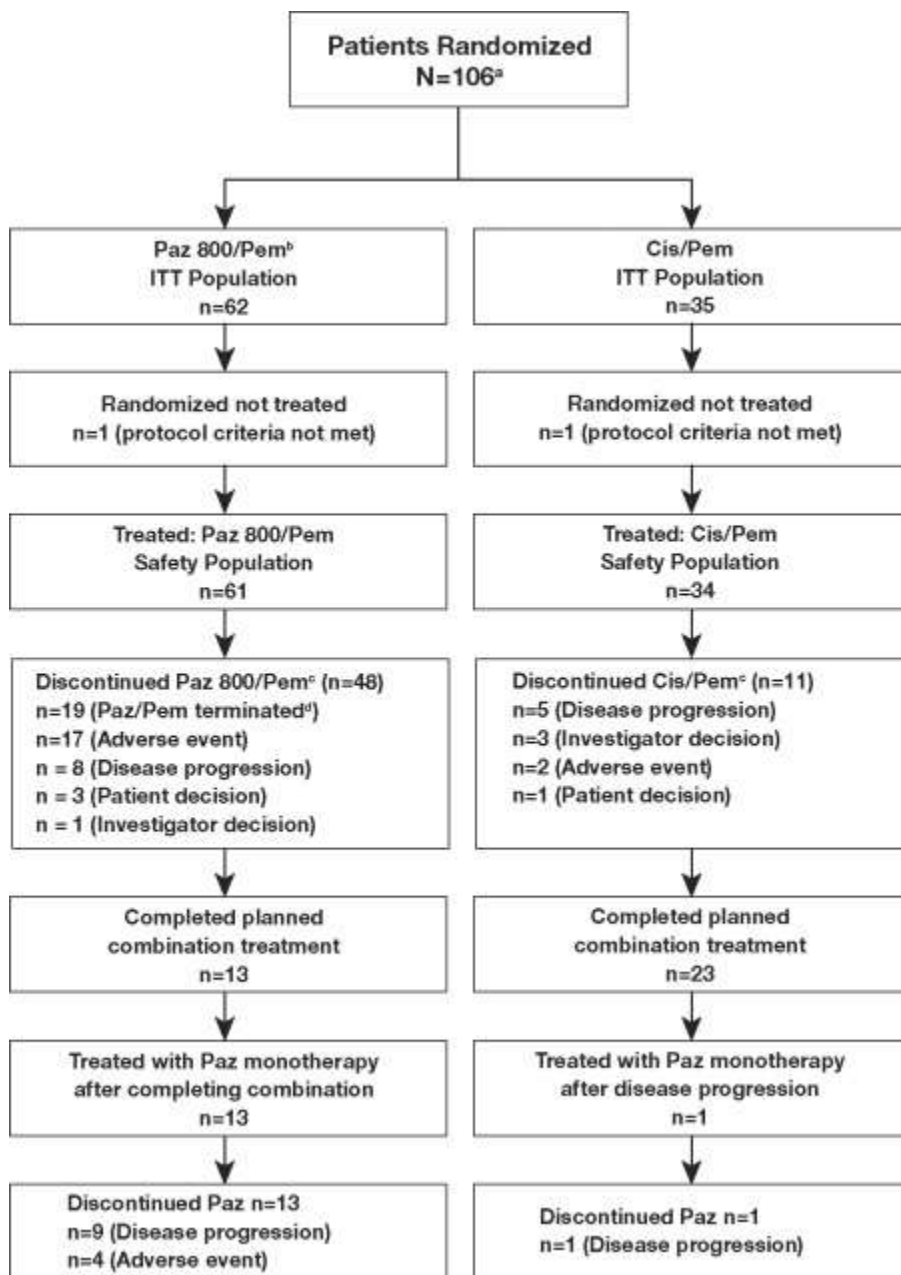 Patients Randomized
N=106ᵃ
Paz 800/Pemᵇ
ITT Population
n=62
Cis/Pem
ITT Population
n=35
Randomized not treated
n=1 (protocol criteria not met)
Randomized not treated
n=1 (protocol criteria not met)
Treated: Paz 800/Pem
Safety Population
n=61
Treated: Cis/Pem
Safety Population
n=34
Discontinued Paz 800/Pemᶜ (n=48)
n=19 (Paz/Pem terminatedᵈ)
n=17 (Adverse event)
n = 8 (Disease progression)
n = 3 (Patient decision)
n = 1 (Investigator decision)
Discontinued Cis/Pemᶜ (n=11)
n=5 (Disease progression)
n=3 (Investigator decision)
n=2 (Adverse event)
n=1 (Patient decision)
Completed planned
combination treatment
n=13
Completed planned
combination treatment
n=23
Treated with Paz monotherapy
after completing combination
n=13
Treated with Paz monotherapy
after disease progression
n=1
Discontinued Paz n=13
n=9 (Disease progression)
n=4 (Adverse event)
Discontinued Paz n=1
n=1 (Disease progression)